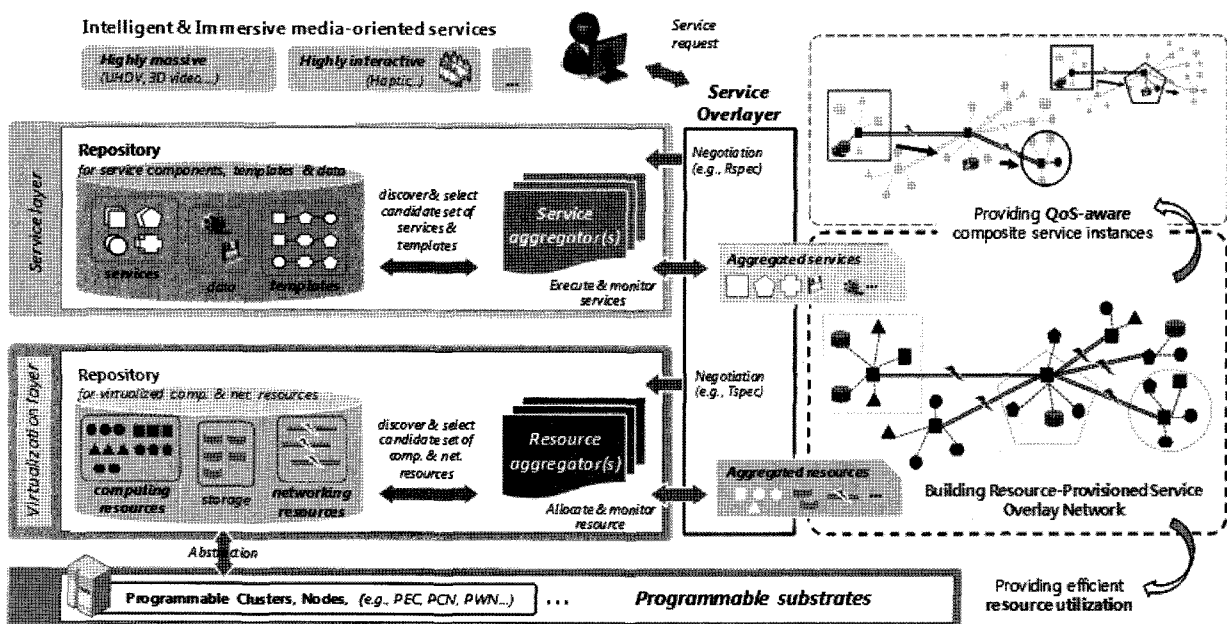 Intelligent & Immersive media-oriented services
Highly massive
(UHDV, 3D video,...)
Highly interactive
(Haptic,..)
...
Service
request
Service
Overlayer
Service layer
Repository
for service components, templates & data
services
data
templates
discover & select
candidate set of
services &
templates
Service
aggregator(s)
Negotiation
(e.g., Rspec)
Execute & monitor
services
Aggregated services
...
Providing QoS-aware
composite service instances
Virtualization layer
Repository
for virtualized comp. & net. resources
computing
resources
storage
networking
resources
discover & select
candidate set of
comp. & net.
resources
Resource
aggregator(s)
Negotiation
(e.g., Tspec)
Allocate & monitor
resource
Aggregated resources
...
Building Resource-Provisioned Service
Overlay Network
Abstraction
Programmable Clusters, Nodes, (e.g., PEC, PCN, PWN...)
...
Programmable substrates
Providing efficient
resource utilization